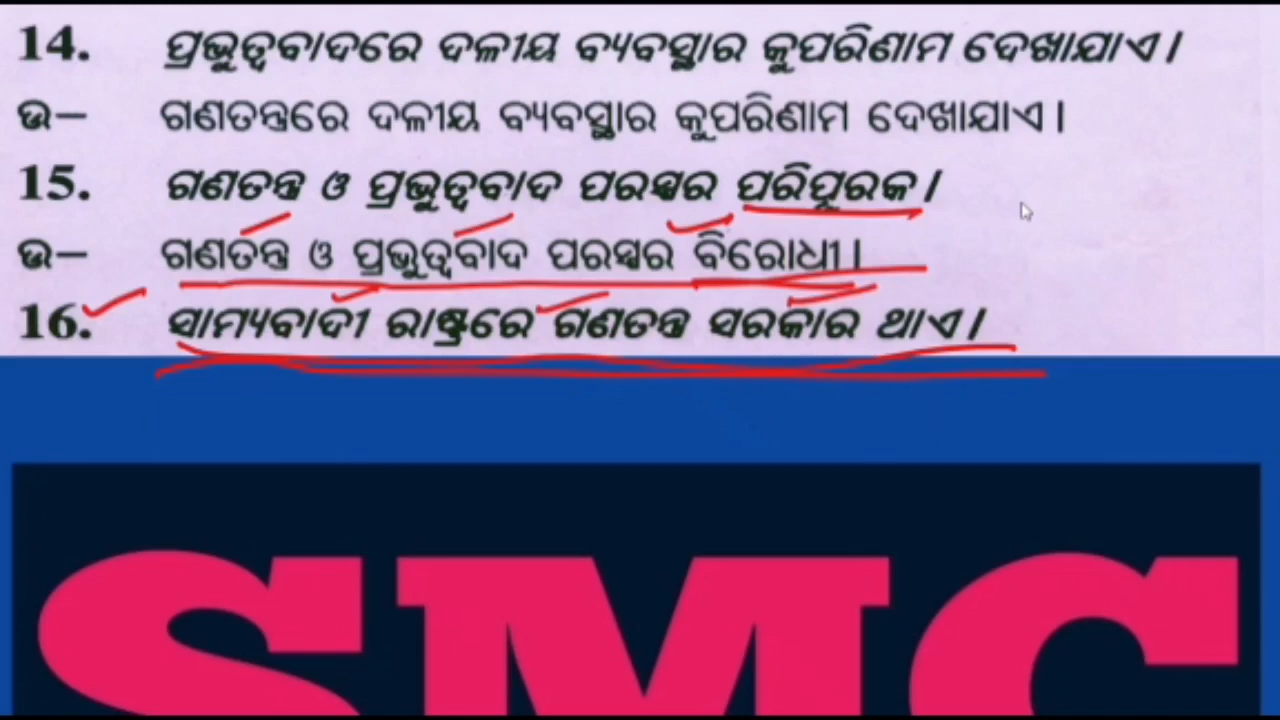 14. ପ୍ରଭୁତ୍ୱବାଦରେ ଦଳୀୟ ବ୍ୟବସ୍ଥାର କୁପରିଣାମ ଦେଖାଯାଏ।
ଉ– ଗଣତନ୍ତ୍ରରେ ଦଳୀୟ ବ୍ୟବସ୍ଥାର କୁପରିଣାମ ଦେଖାଯାଏ।
15. ଗଣତନ୍ତ୍ର ଓ ପ୍ରଭୁତ୍ୱବାଦ ପରସ୍ପର ପରିପୂରକ।
ଉ– ଗଣତନ୍ତ୍ର ଓ ପ୍ରଭୁତ୍ୱବାଦ ପରସ୍ପର ବିରୋଧୀ।
16. ସାମ୍ୟବାଦୀ ରାଷ୍ଟ୍ରରେ ଗଣତନ୍ତ୍ର ସରକାର ଥାଏ।
SMC